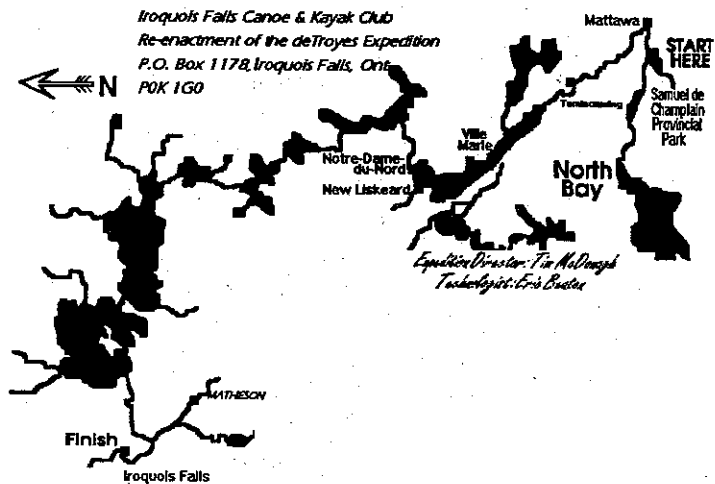 Iroquois Falls Canoe & Kayak Club
Re-enactment of the deTroyes Expedition
P.O. Box 1178, Iroquois Falls, Ont.
P0K 1G0
N
Mattawa
START
HERE
Samuel de
Champlain
Provincial
Park
Temiscaming
Ville
Marie
Notre-Dame-
du-Nord
New Liskeard
North
Bay
Expedition Director: Tim McDonagh
Technologist: Eric
MATHESON
Finish
Iroquois Falls